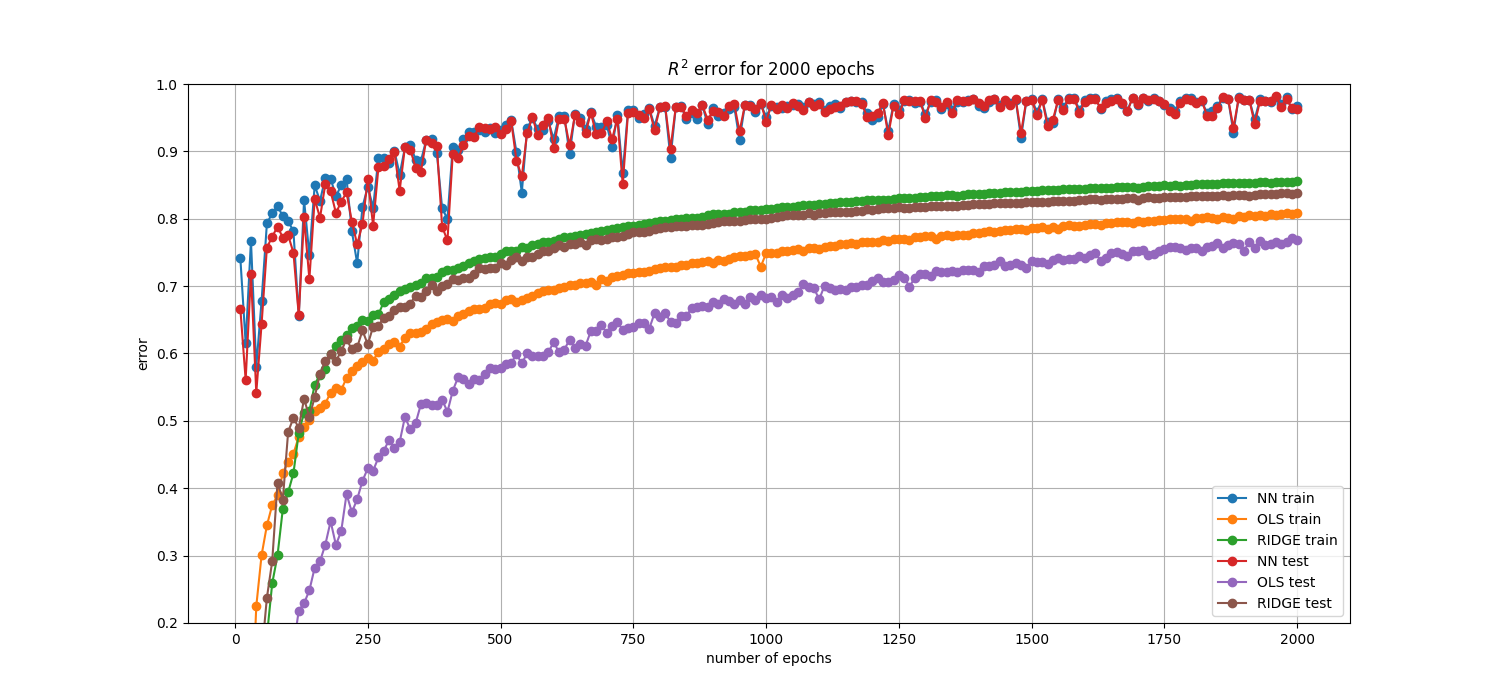 R² error for 2000 epochs
1.0
0.9
0.8
0.7
0.6
0.5
0.4
0.3
0.2
error
0 250 500 750 1000 1250 1500 1750 2000
number of epochs
NN train
OLS train
RIDGE train
NN test
OLS test
RIDGE test